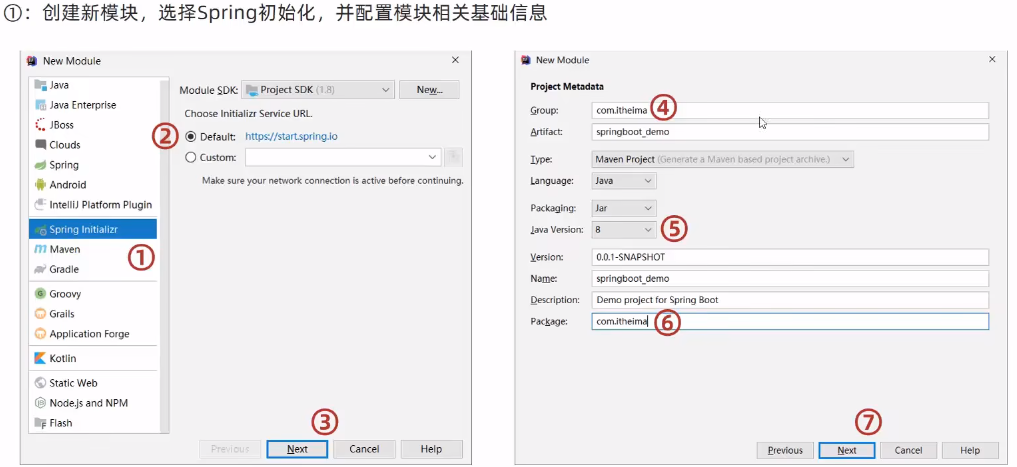 ①：创建新模块，选择Spring初始化，并配置模块相关基础信息
New Module
Java
Java Enterprise
JBoss
Clouds
Spring
Android
IntelliJ Platform Plugin
Spring Initializr
①
Maven
Gradle
Groovy
Grails
Application Forge
Kotlin
Static Web
Node.js and NPM
Flash
Module SDK: Project SDK (1.8) New...
Choose Initializr Service URL.
② Default: https://start.spring.io
Custom:
Make sure your network connection is active before continuing.
③
Previous Next Cancel Help
New Module
Project Metadata
Group: com.itheima ④
Artifact: springboot_demo
Type: Maven Project (Generate a Maven based project archive.)
Language: Java
Packaging: Jar
Java Version: 8 ⑤
Version: 0.0.1-SNAPSHOT
Name: springboot_demo
Description: Demo project for Spring Boot
Package: com.itheima ⑥
⑦
Previous Next Cancel Help